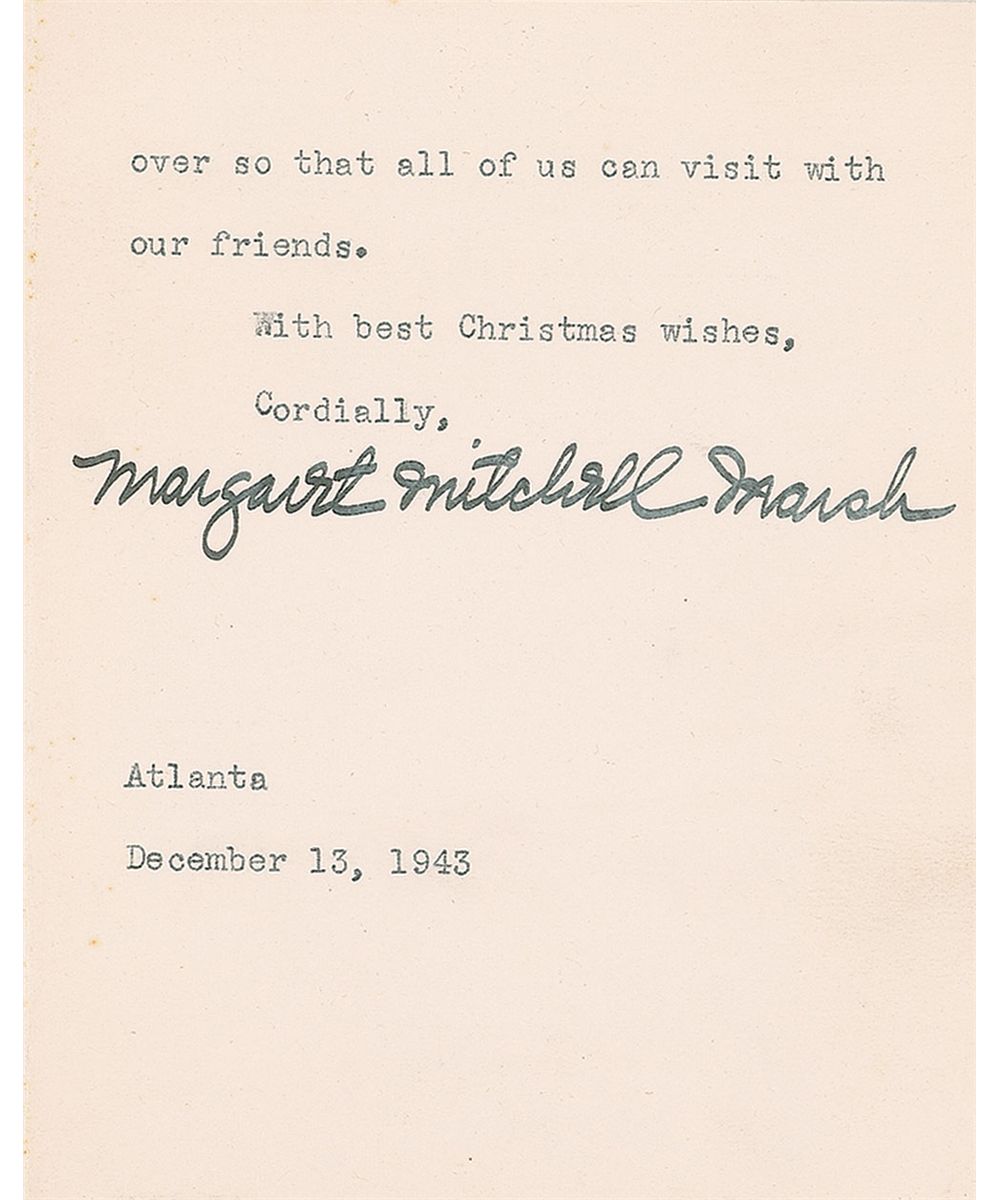 over so that all of us can visit with
our friends.
With best Christmas wishes,
Cordially,
Margaret Mitchell Marsh
Atlanta
December 13, 1943